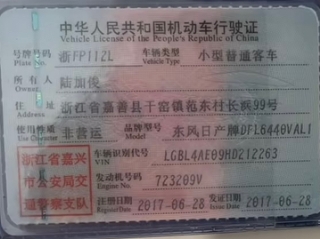 中华人民共和国机动车行驶证
Vehicle License of the People's Republic of China
号牌号码 浙FP112L 车辆类型 小型普通客车
Plate No. Vehicle Type
所有人 陆加俊
Owner
住址 浙江省嘉善县干窑镇范东村长浜99号
Address
使用性质 非营运 品牌型号 东风日产牌DFL6440VAL1
Use Character Model
浙江省嘉兴
市公安局交
通警察支队
车辆识别代号 LGBL4AE09HD212263
VIN
发动机号码 723209V
Engine No.
注册日期 2017-06-28 发证日期 2017-06-28
Register Date Issue Date